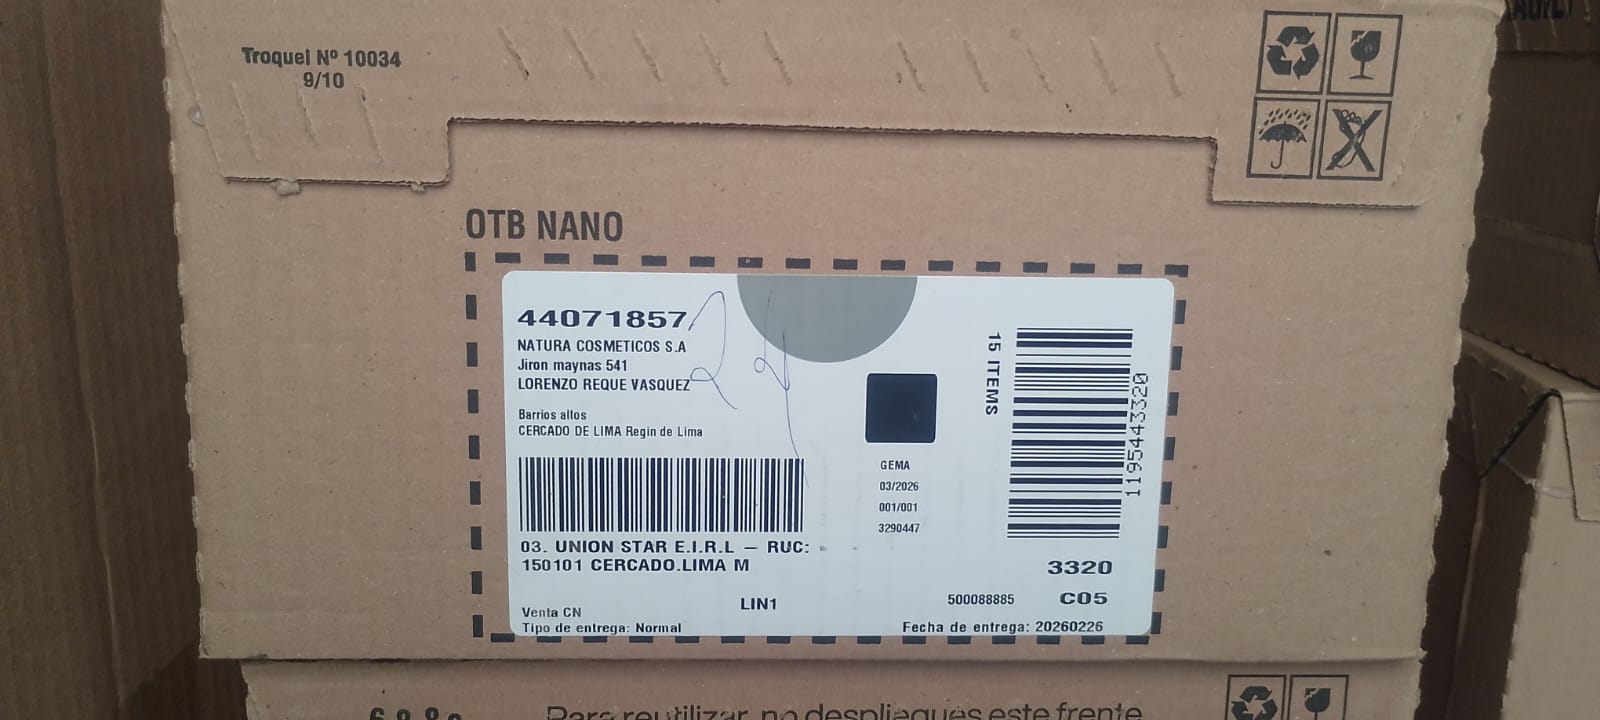 Troquel Nº 10034
9/10
OTB NANO
44071857
NATURA COSMETICOS S.A
Jiron maynas 541
LORENZO REQUE VASQUEZ
Barrios altos
CERCADO DE LIMA Regin de Lima
15 ITEMS
1195443320
GEMA
03/2026
001/001
3290447
03. UNION STAR E.I.R.L — RUC:
150101 CERCADO.LIMA M
3320
LIN1
500088885
C05
Venta CN
Tipo de entrega: Normal
Fecha de entrega: 20260226
Para reutilizar, no despliegues este frente